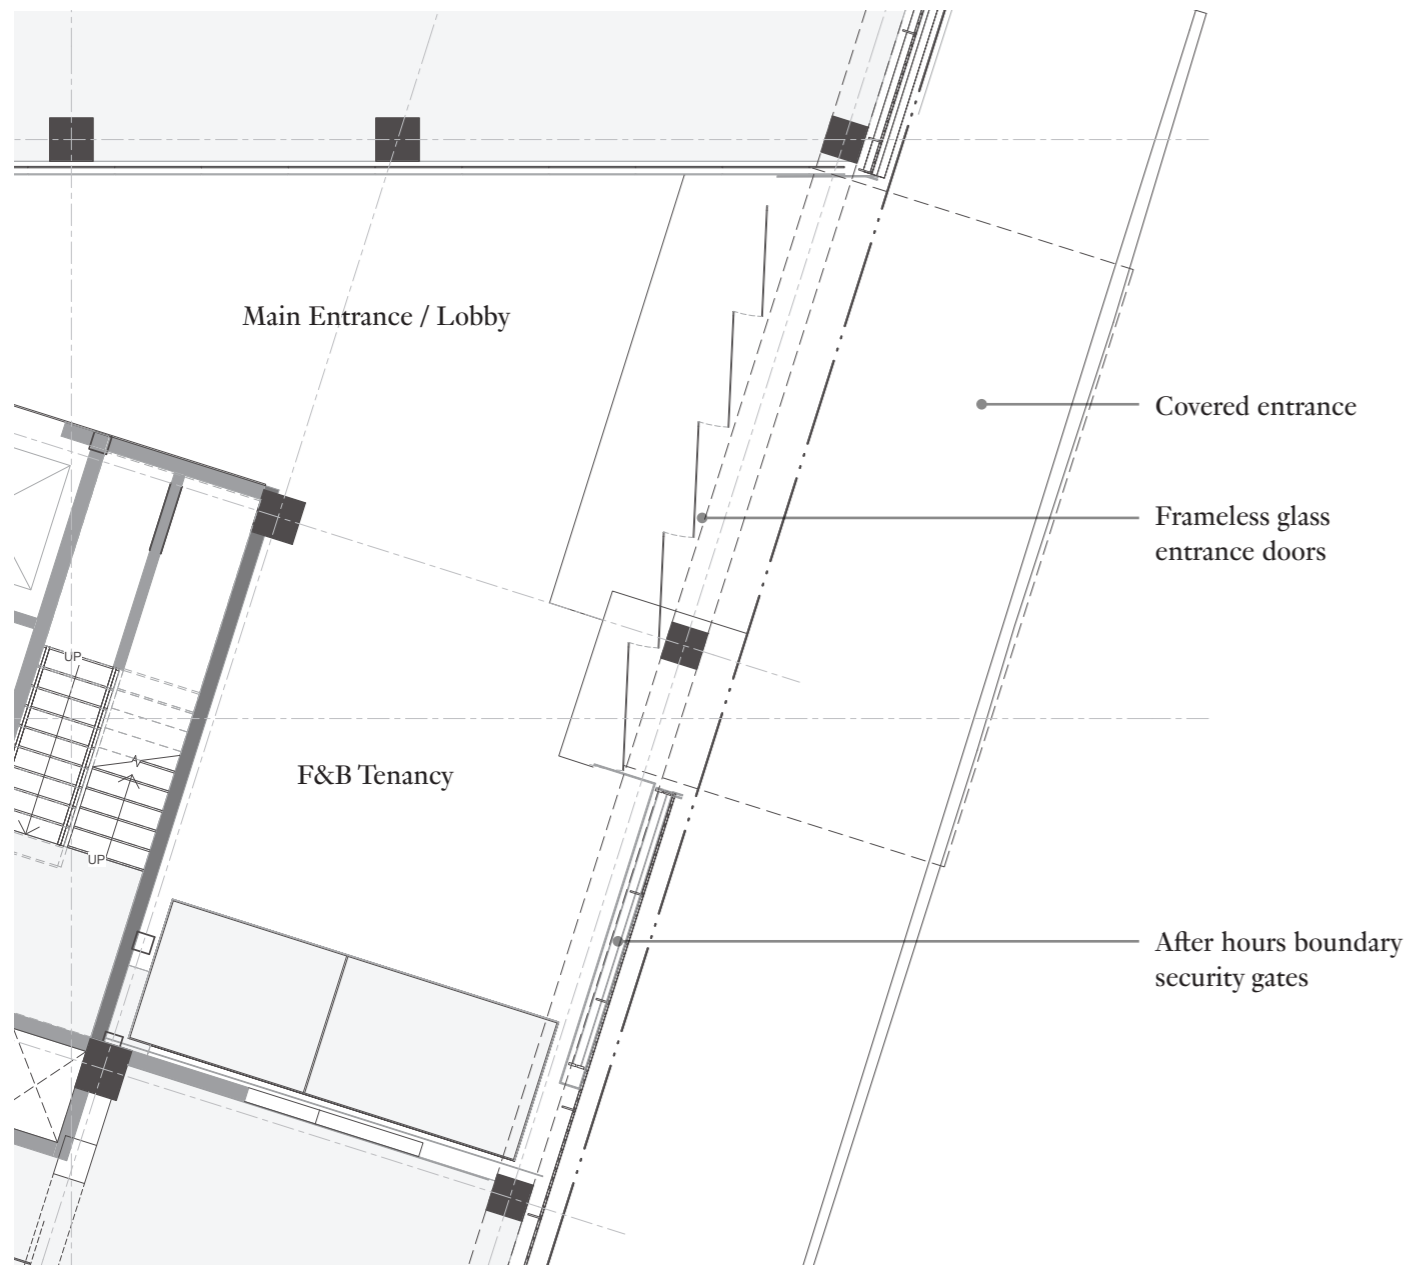 Main Entrance / Lobby
Covered entrance
Frameless glass
entrance doors
UP
F&B Tenancy
UP
After hours boundary
security gates